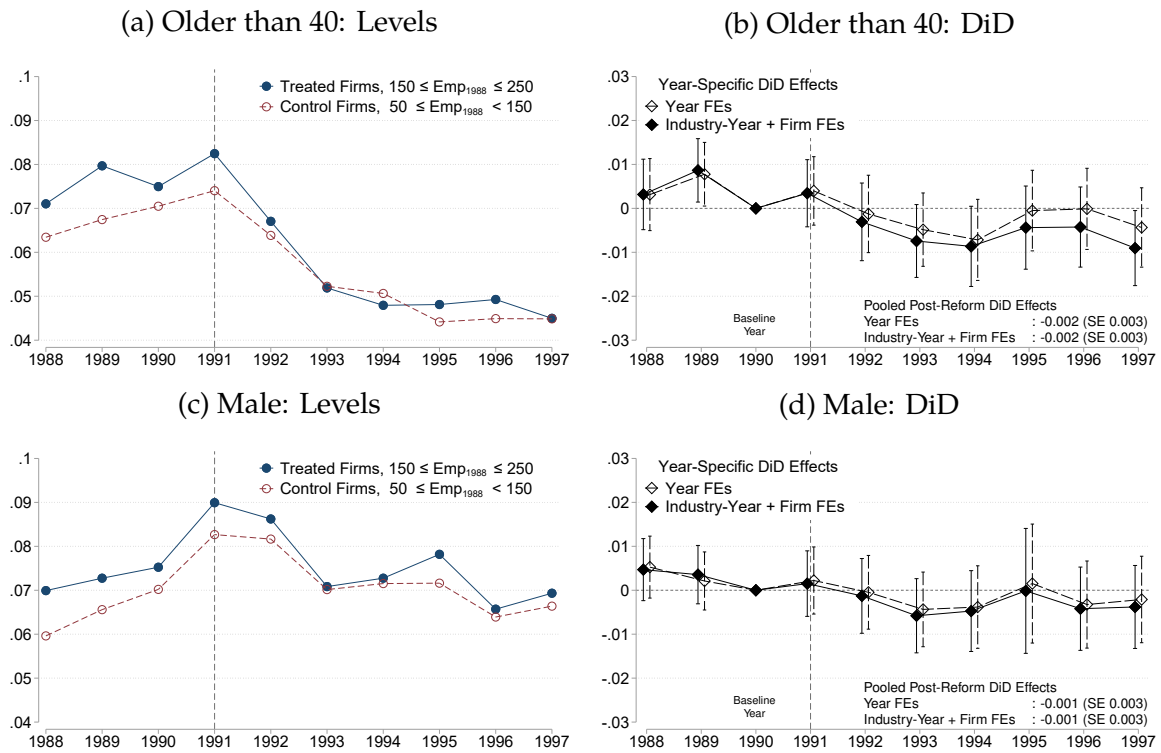 (a) Older than 40: Levels
.1
.09
.08
.07
.06
.05
.04
Treated Firms, 150 ≤ Emp1988 ≤ 250
Control Firms, 50 ≤ Emp1988 < 150
1988 1989 1990 1991 1992 1993 1994 1995 1996 1997
(b) Older than 40: DiD
.03
.02
.01
0
-.01
-.02
-.03
Year-Specific DiD Effects
Year FEs
Industry-Year + Firm FEs
Baseline
Year
Pooled Post-Reform DiD Effects
Year FEs : -0.002 (SE 0.003)
Industry-Year + Firm FEs : -0.002 (SE 0.003)
1988 1989 1990 1991 1992 1993 1994 1995 1996 1997
(c) Male: Levels
.1
.09
.08
.07
.06
.05
.04
Treated Firms, 150 ≤ Emp1988 ≤ 250
Control Firms, 50 ≤ Emp1988 < 150
1988 1989 1990 1991 1992 1993 1994 1995 1996 1997
(d) Male: DiD
.03
.02
.01
0
-.01
-.02
-.03
Year-Specific DiD Effects
Year FEs
Industry-Year + Firm FEs
Baseline
Year
Pooled Post-Reform DiD Effects
Year FEs : -0.001 (SE 0.003)
Industry-Year + Firm FEs : -0.001 (SE 0.003)
1988 1989 1990 1991 1992 1993 1994 1995 1996 1997